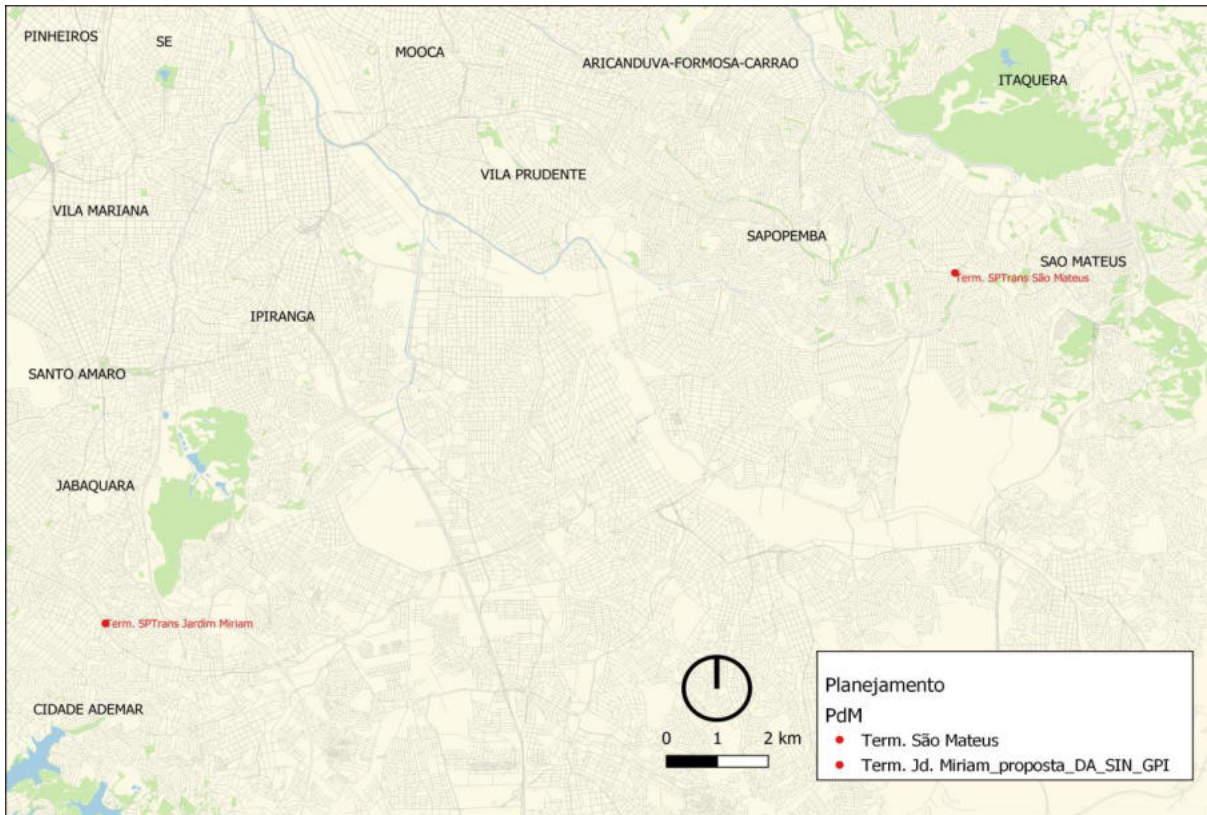 PINHEIROS
SE
MOOCA
ARICANDUVA-FORMOSA-CARRAO
ITAQUERA
VILA PRUDENTE
VILA MARIANA
SAPOPEMBA
SAO MATEUS
Term. SPTrans São Mateus
IPIRANGA
SANTO AMARO
JABAQUARA
Term. SPTrans Jardim Miriam
CIDADE ADEMAR
0 1 2 km
Planejamento
PdM
Term. São Mateus
Term. Jd. Miriam_proposta_DA_SIN_GPI